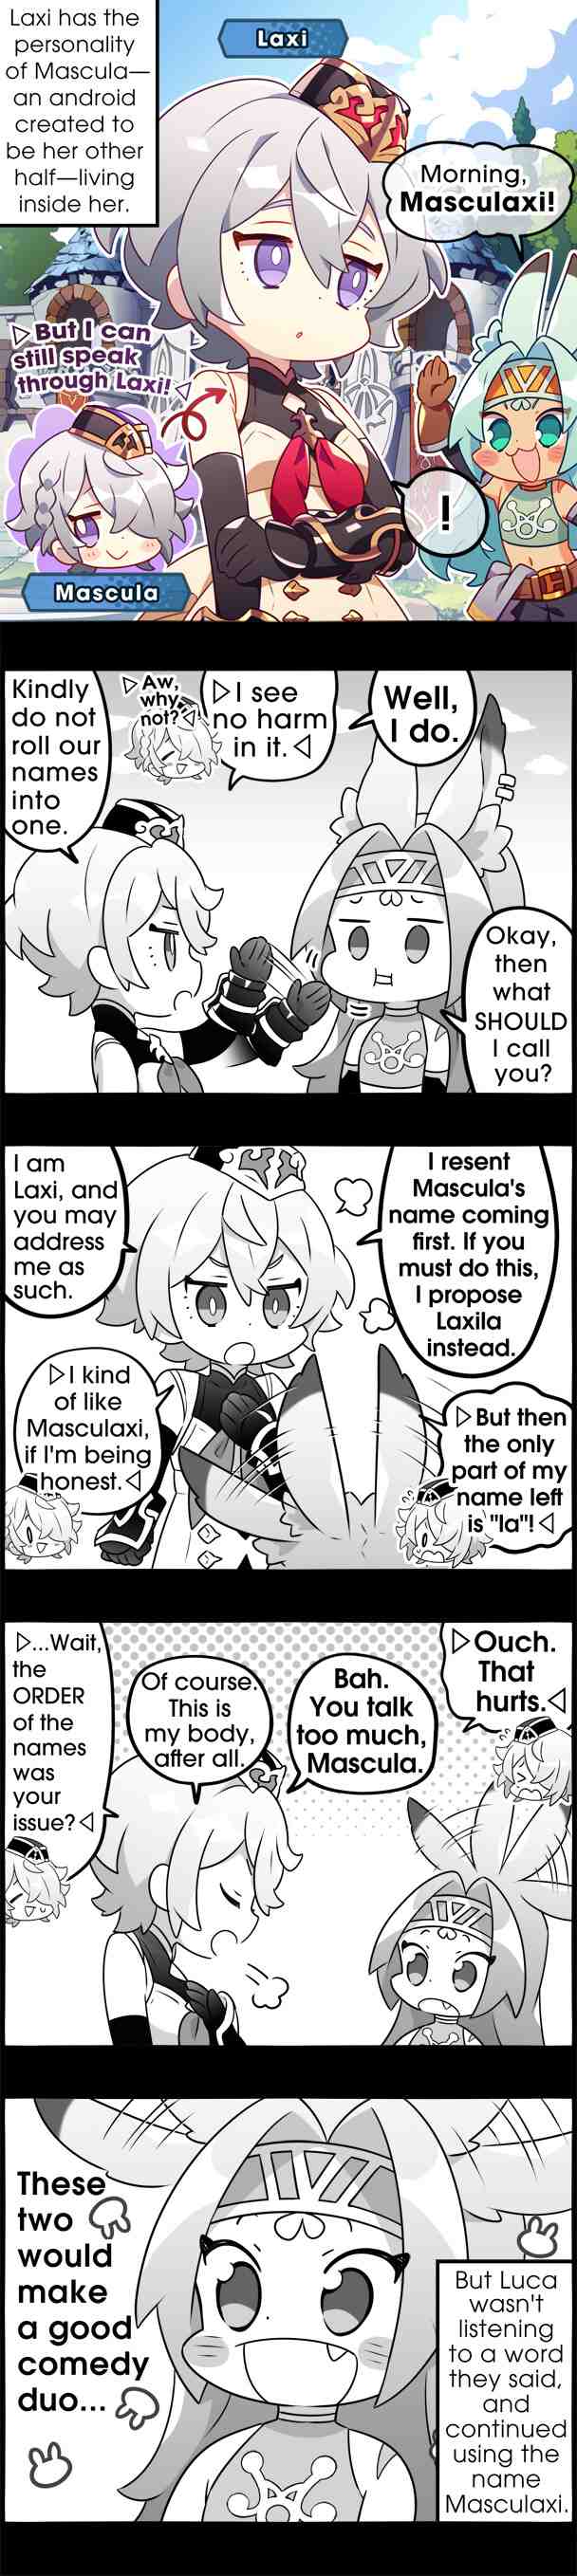 Laxi has the
personality
of Mascula—
an android
created to
be her other
half—living
inside her.
Laxi
Morning,
Masculaxi!
▷ But I can
still speak
through Laxi! ◁
!
Mascula
Kindly
do not
roll our
names
into
one.
▷ Aw,
why
not? ◁
▷ I see
no harm
in it. ◁
Well,
I do.
Okay,
then
what
SHOULD
I call
you?
I am
Laxi, and
you may
address
me as
such.
I resent
Mascula's
name coming
first. If you
must do this,
I propose
Laxila
instead.
▷ I kind
of like
Masculaxi,
if I'm being
honest. ◁
▷ But then
the only
part of my
name left
is "la"! ◁
▷ ...Wait,
the
ORDER
of the
names
was
your
issue? ◁
Of course.
This is
my body,
after all.
Bah.
You talk
too much,
Mascula.
▷ Ouch.
That
hurts. ◁
These
two
would
make
a good
comedy
duo...
But Luca
wasn't
listening
to a word
they said,
and
continued
using the
name
Masculaxi.